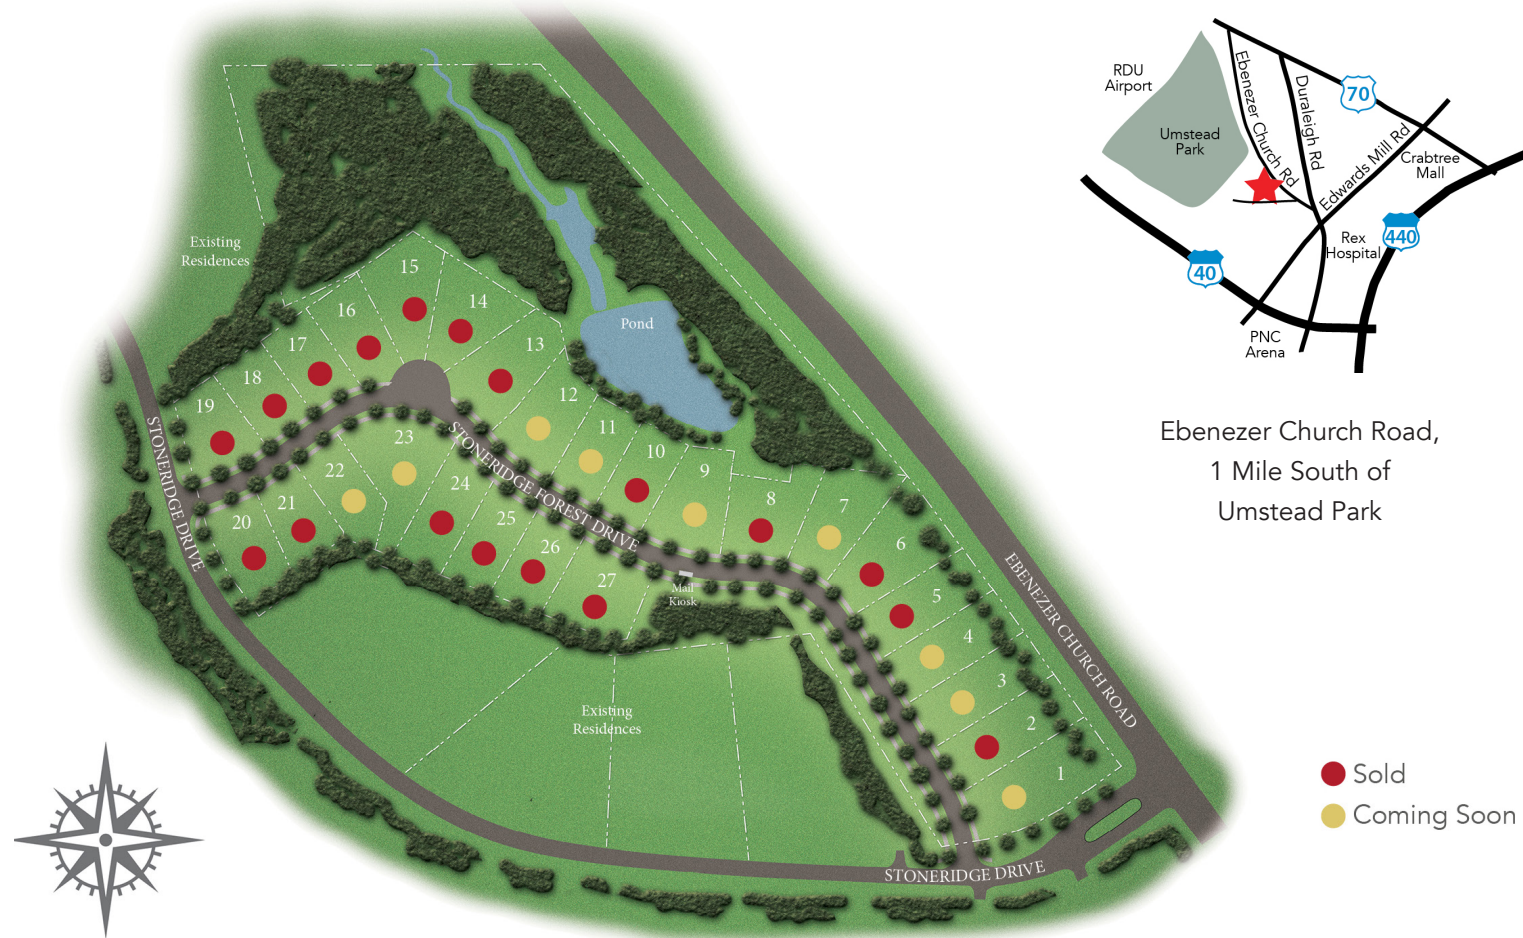 RDU
Airport
Umstead
Park
Ebenezer Church Rd
Duraleigh Rd
70
Edwards Mill Rd
Crabtree
Mall
Rex
Hospital
440
40
PNC
Arena
Ebenezer Church Road,
1 Mile South of
Umstead Park
Existing
Residences
Pond
15
14
16
13
17
18
12
19
11
23
10
9
22
24
8
21
7
25
20
26
6
27
5
4
3
2
1
Mail
Kiosk
STONERIDGE DRIVE
STONERIDGE FOREST DRIVE
EBENEZER CHURCH ROAD
Existing
Residences
STONERIDGE DRIVE
Sold
Coming Soon